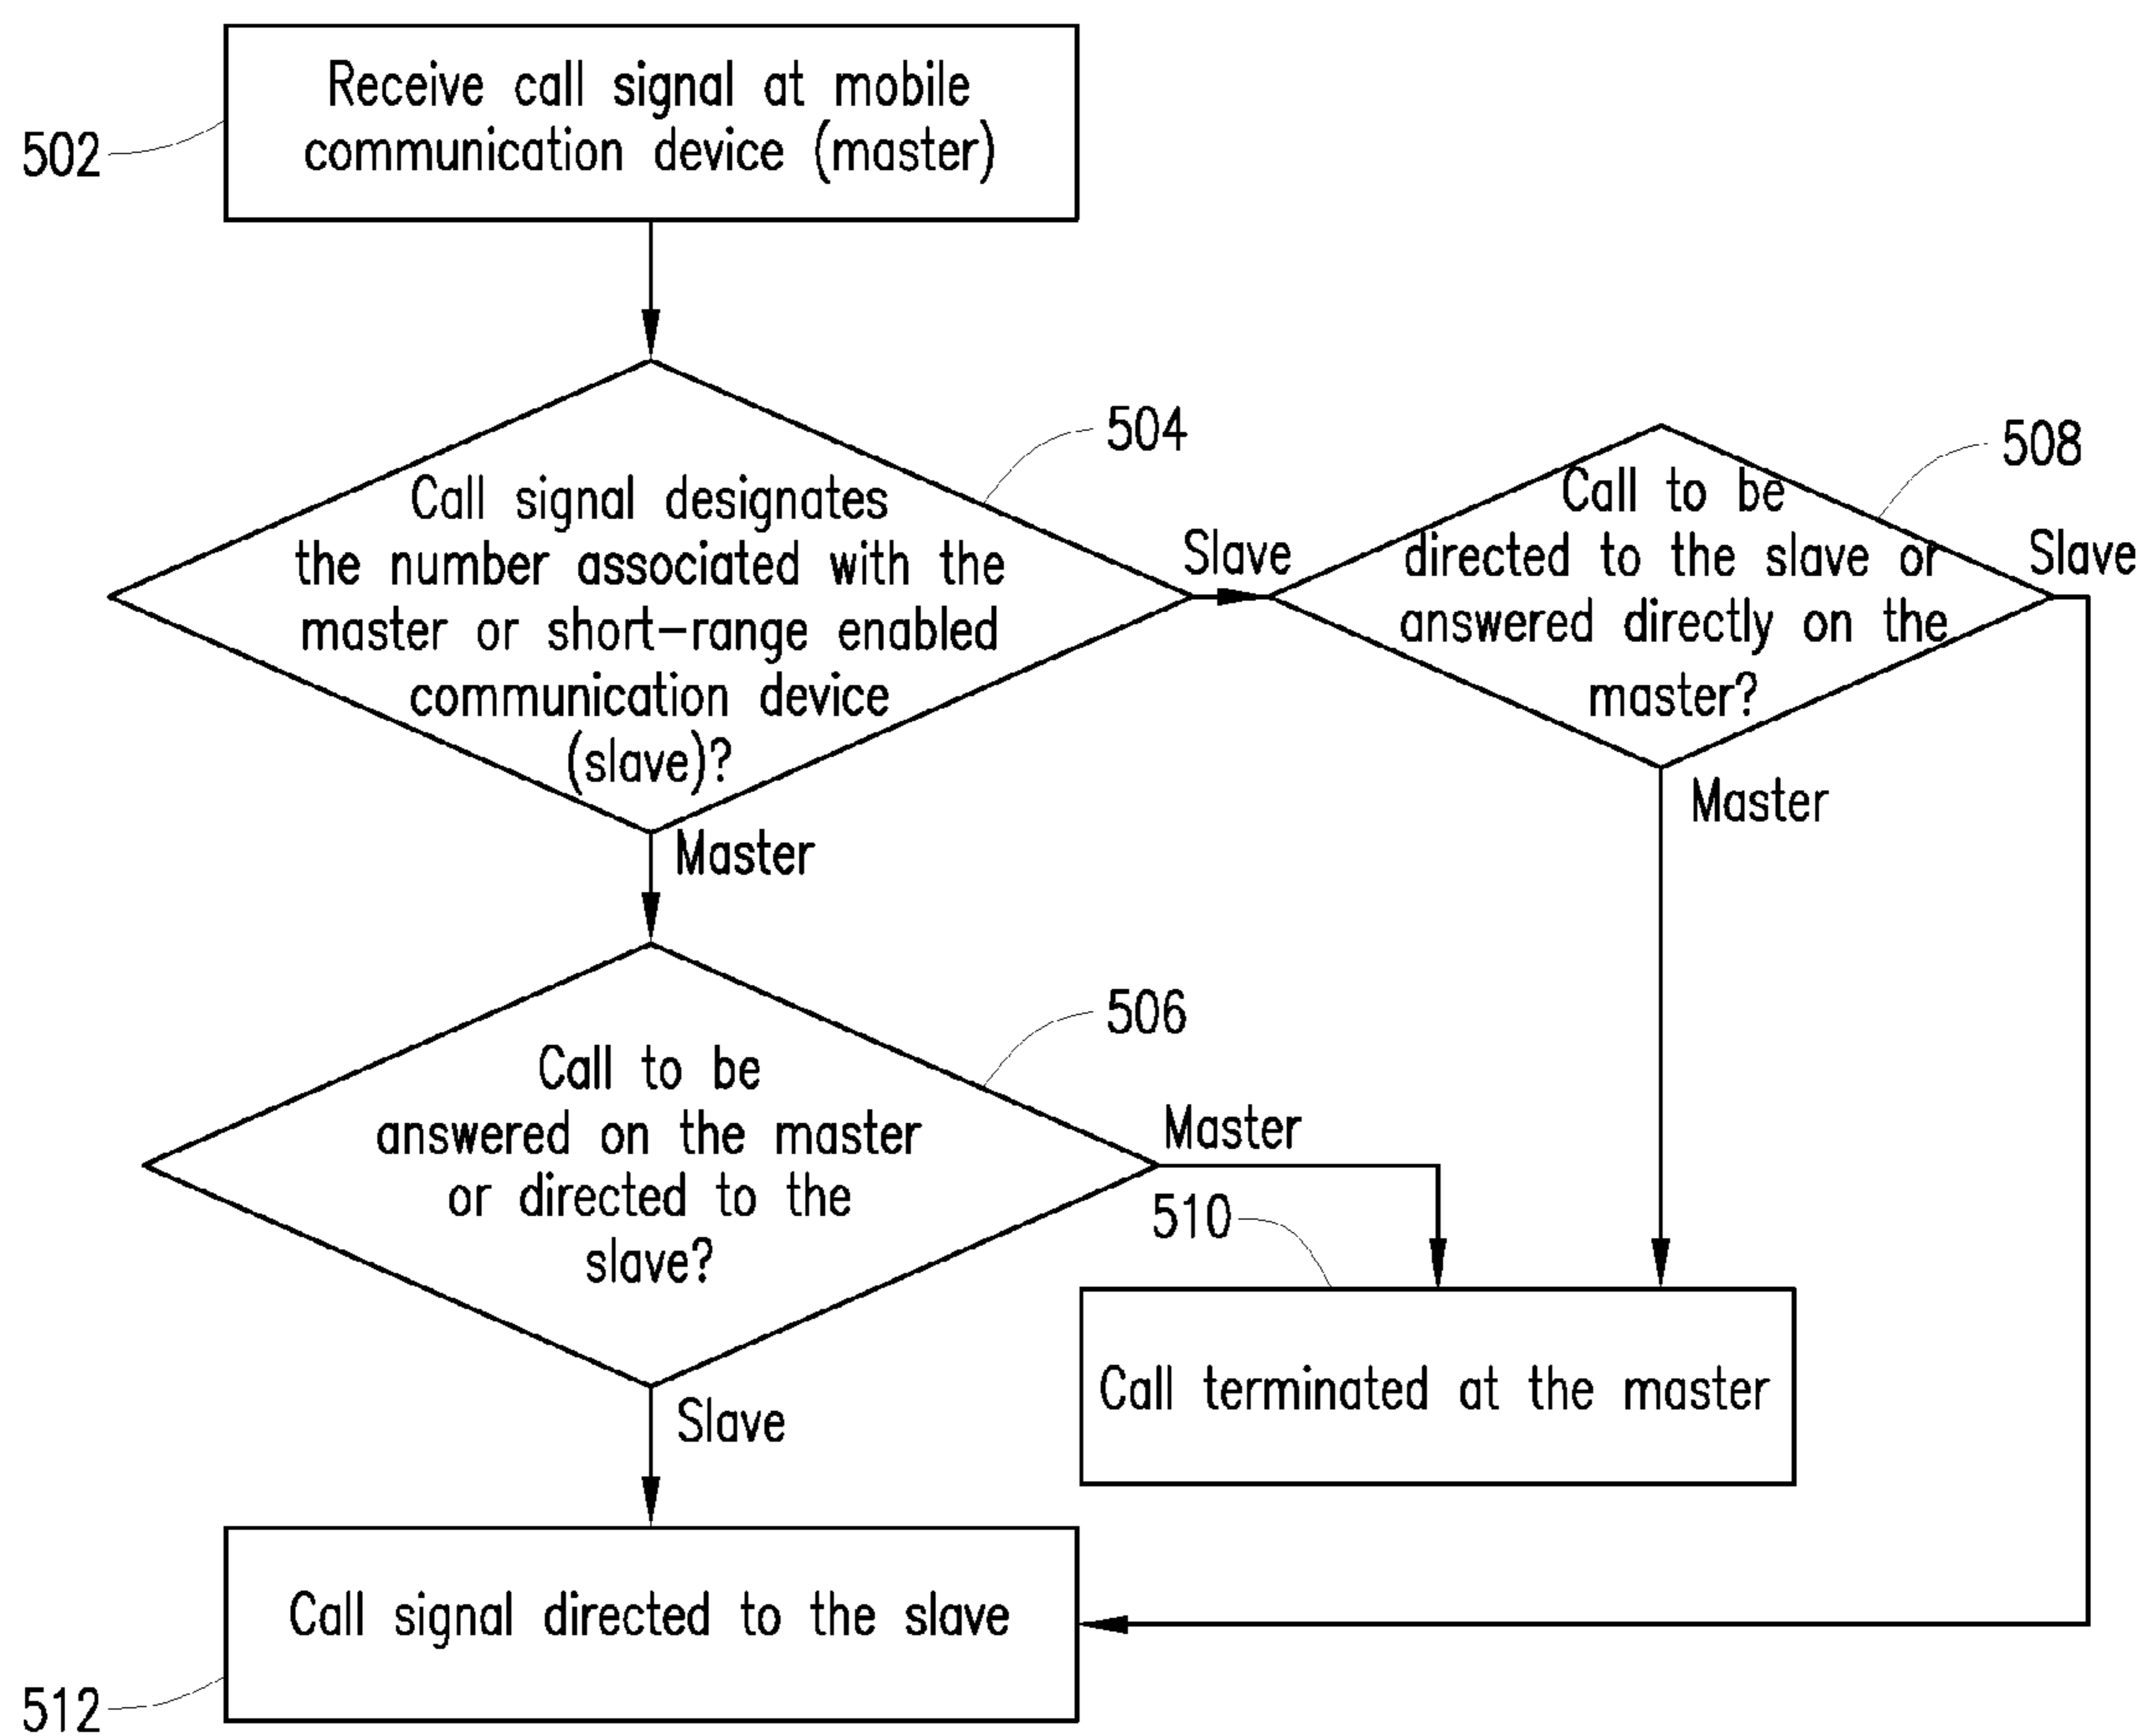 Receive call signal at mobile
communication device (master)
502
504
Call signal designates
the number associated with the
master or short-range enabled
communication device
(slave)?
Slave
508
Call to be
directed to the slave or
answered directly on the
master?
Slave
Master
Master
506
Call to be
answered on the master
or directed to the
slave?
Master
510
Call terminated at the master
Slave
Call signal directed to the slave
512